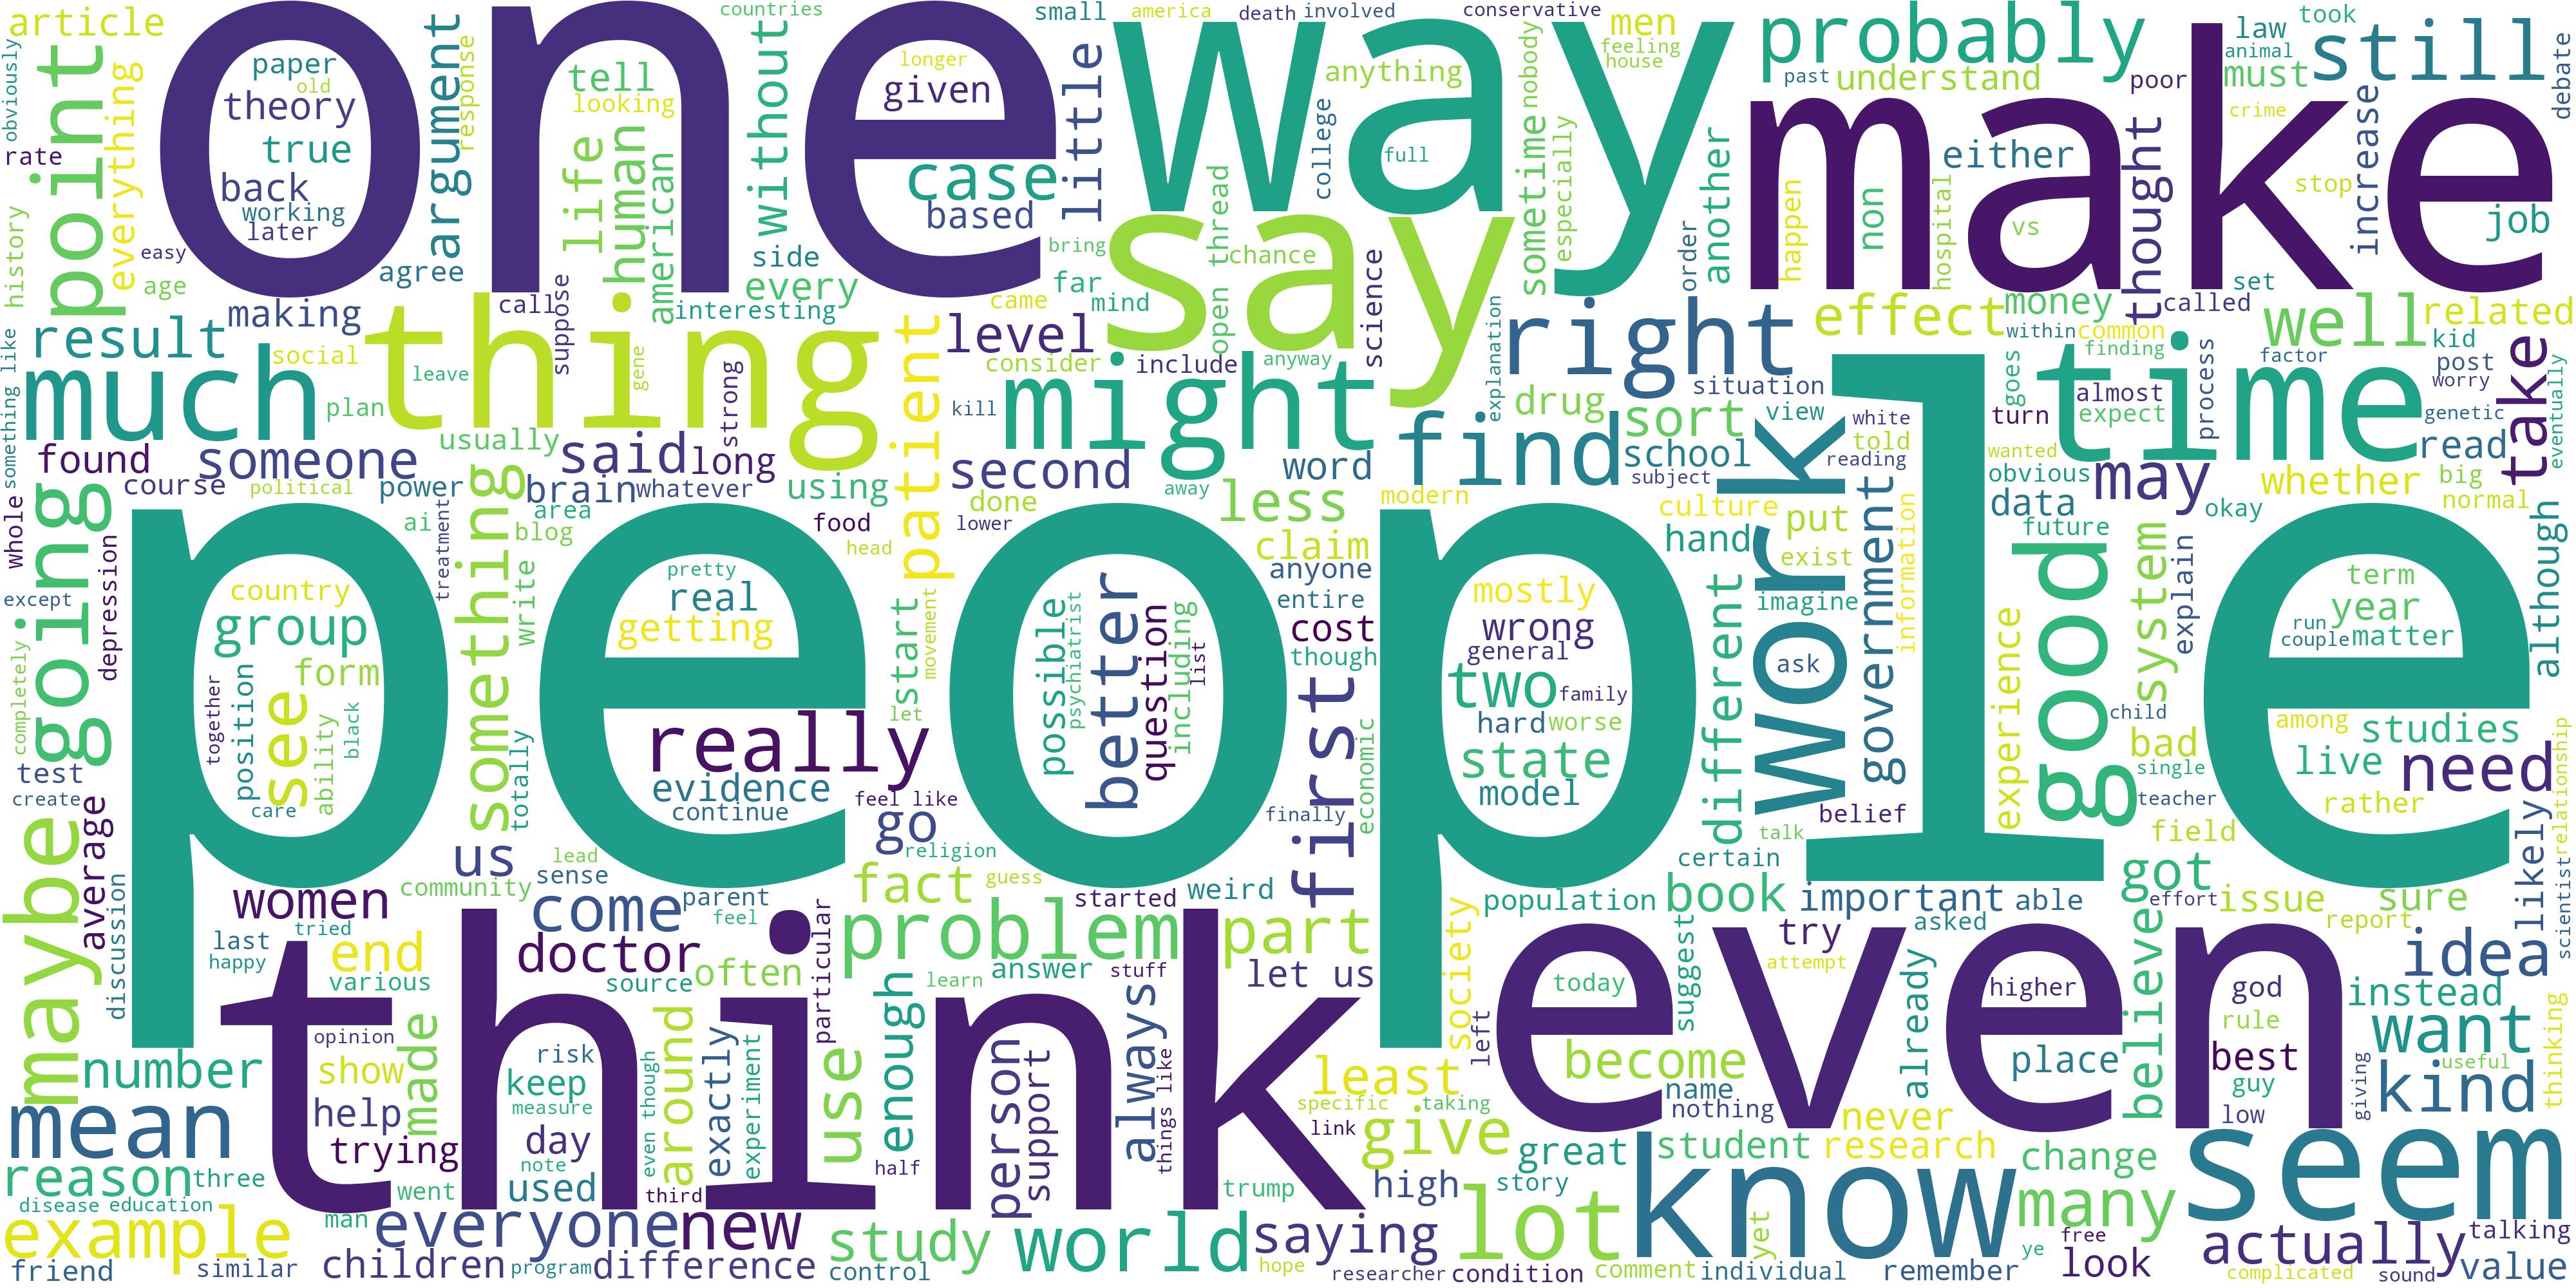 article
one
way
make
people
think
even
say
thing
time
good
work
know
seem
might
much
find
right
well
still
probably
point
obviously
rate
history
everything
easy
age
paper
old
theory
true
back
working
later
argument
response
agree
making
result
social
leave
plan
call
suppose
tell
looking
life
human
american
interesting
gene
strong
without
countries
side
every
longer
given
case
based
little
small
america
death
involved
conservative
bring
far
mind
came
level
consider
include
anyway
open thread
chance
science
college
anything
full
men
feeling
house
nobody
sometime
especially
explanation
past
understand
poor
another
order
happen
non
hospital
vs
either
thought
law
animal
took
must
crime
stop
increase
debate
job
set
called
money
within
common
finding
effect
related
kid
post
worry
factor
process
genetic
eventually
take
read
almost
expect
goes
turn
wanted
obvious
data
may
future
whether
big
normal
okay
although
situation
view
white
told
reading
sort
school
subject
drug
culture
hand
put
exist
imagine
government
information
word
second
less
modern
claim
anyone
entire
cost
though
first
economic
finally
kill
away
done
lower
patient
using
food
head
said
long
brain
whatever
area
blog
ai
power
treatment
usually
something
write
totally
someone
found
course
political
something like
whole
going
depression
except
completely
country
group
form
see
position
together
ability
black
care
pretty
real
getting
really
evidence
continue
start
movement
let
feel like
go
religion
possible
psychiatrist
better
question
including
list
mostly
wrong
general
two
family
hard
worse
state
model
different
ask
belief
talk
certain
experience
system
explain
child
bad
single
teacher
field
term
year
run
couple
matter
among
studies
live
need
rather
likely
scientist
relationship
test
create
maybe
average
discussion
women
last
happy
tried
end
various
us
lead
sense
community
come
parent
feel
doctor
source
often
particular
fact
guess
problem
started
weird
part
learn
answer
stuff
let us
population
book
important
able
got
effort
issue
sure
report
idea
society
left
suggest
try
attempt
asked
already
today
higher
believe
god
rule
best
guy
low
instead
want
useful
kind
giving
thinking
number
mean
reason
three
disease
education
example
friend
similar
opinion
show
help
made
trying
went
man
everyone
children
program
difference
new
risk
keep
measure
day
note
used
even though
third
around
exactly
experiment
use
enough
half
person
support
always
things like
study
control
world
trump
hope
researcher
saying
high
condition
story
least
specific
taking
link
give
great
become
name
nothing
place
never
student
research
lot
comment
individual
yet
remember
change
many
free
ye
look
actually
complicated
sound
talking
value